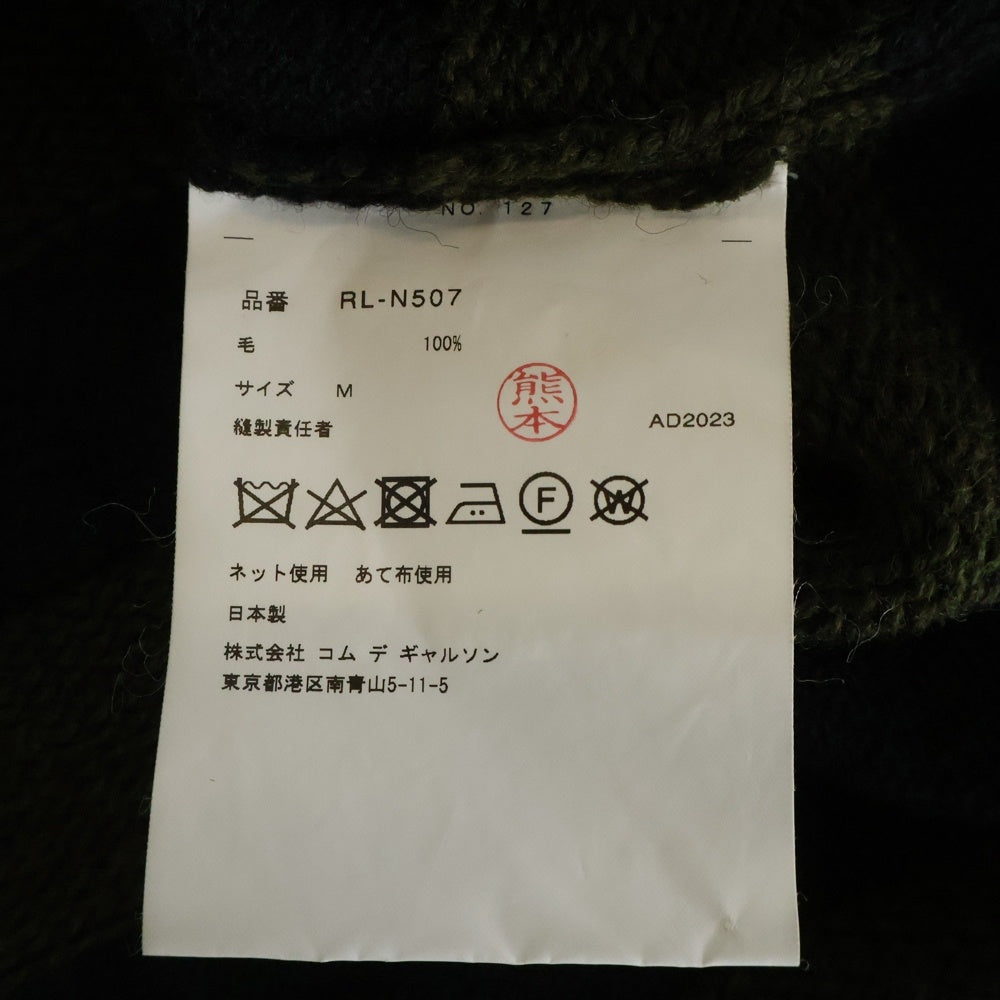 NO. 127
品番 RL-N507
毛 100%
サイズ M
熊本
縫製責任者
AD2023
F W
ネット使用 あて布使用
日本製
株式会社 コム デ ギャルソン
東京都港区南青山5-11-5